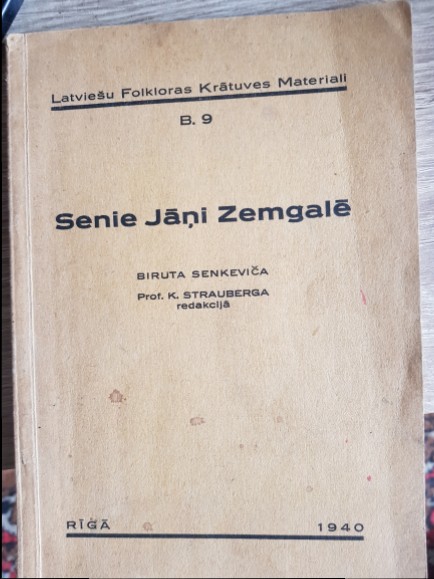 Latviešu Folkloras Krātuves Materiali
B. 9
Senie Jāņi Zemgalē
BIRUTA SENKEVIČA
Prof. K. STRAUBERGA
redakcijā
RĪGĀ 1940